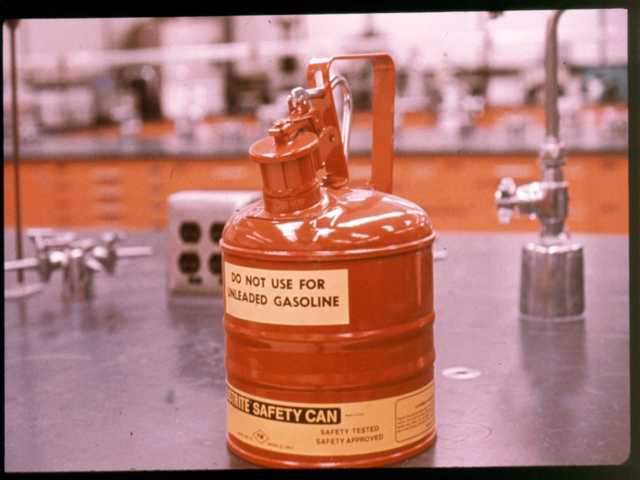 DO NOT USE FOR
UNLEADED GASOLINE
SAFETY CAN
SAFETY TESTED
SAFETY APPROVED